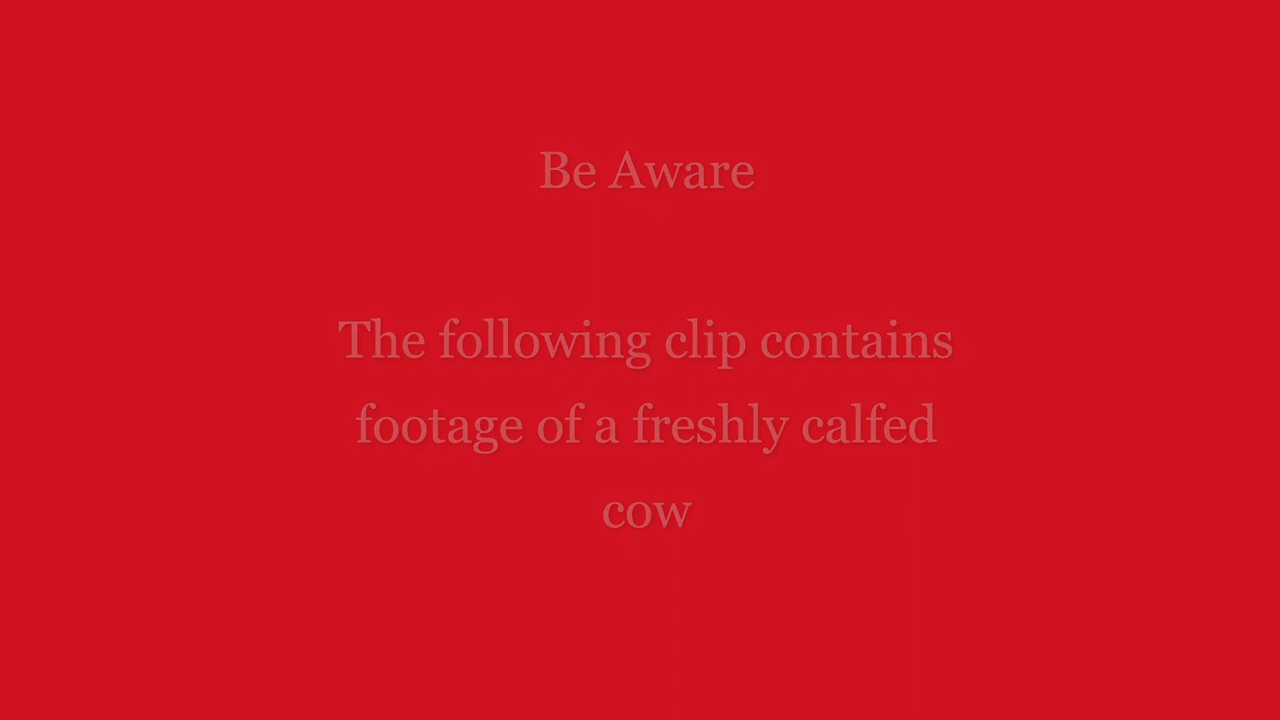 Be Aware
The following clip contains
footage of a freshly calfed
cow